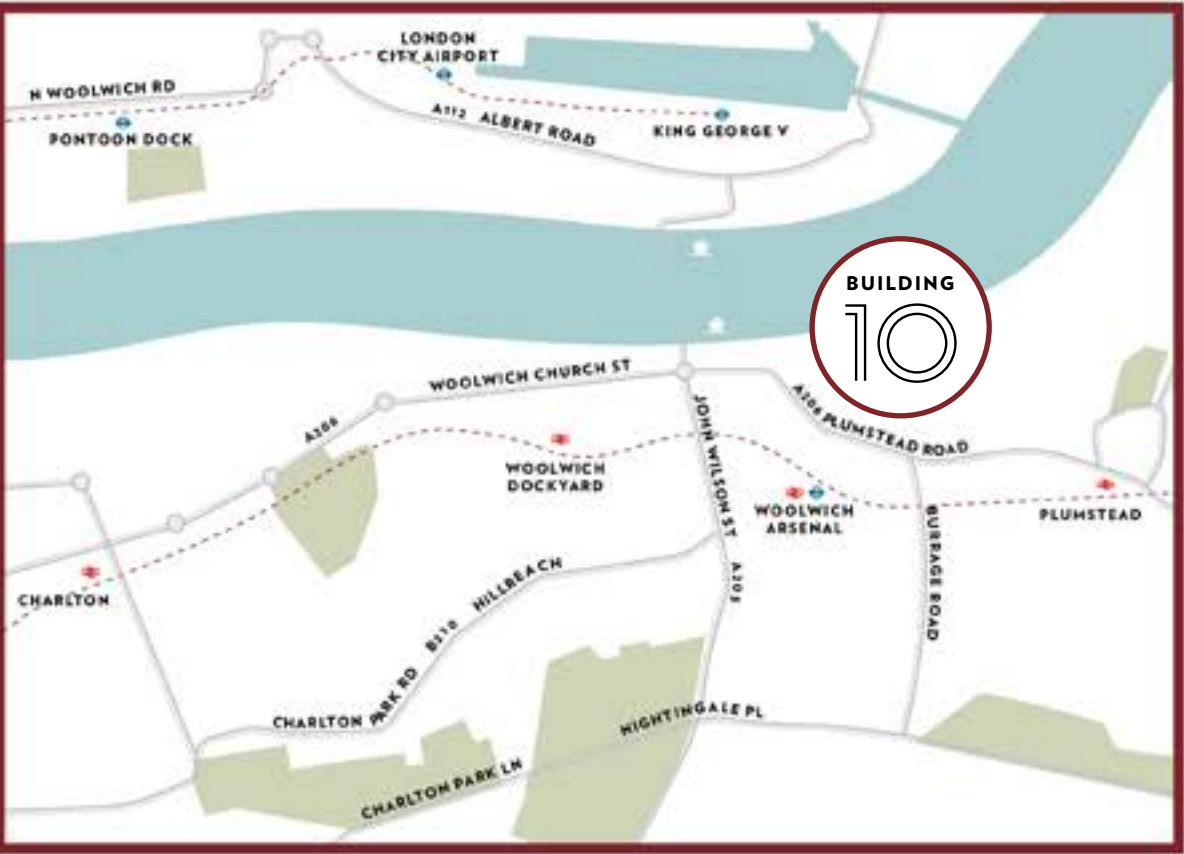 LONDON
CITY AIRPORT
N WOOLWICH RD
PONTOON DOCK
A112 ALBERT ROAD
KING GEORGE V
BUILDING
10
WOOLWICH CHURCH ST
A206
A206 PLUMSTEAD ROAD
JOHN WILSON ST A205
WOOLWICH
DOCKYARD
WOOLWICH
ARSENAL
PLUMSTEAD
BURRAGE ROAD
CHARLTON
HILLREACH
B210
CHARLTON PARK RD
NIGHTINGALE PL
CHARLTON PARK LN